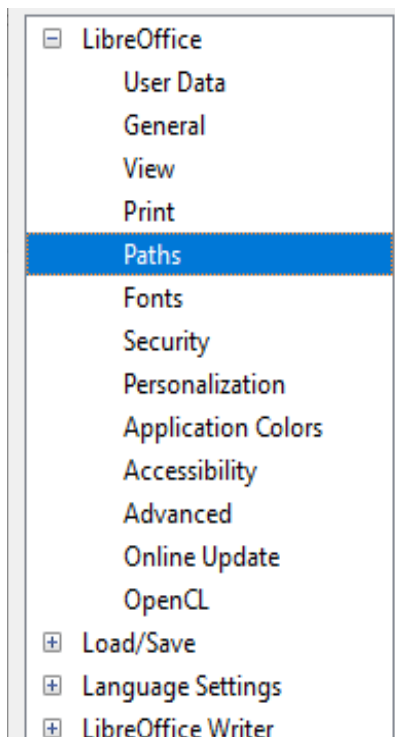 LibreOffice
User Data
General
View
Print
Paths
Fonts
Security
Personalization
Application Colors
Accessibility
Advanced
Online Update
OpenCL
Load/Save
Language Settings
LibreOffice Writer